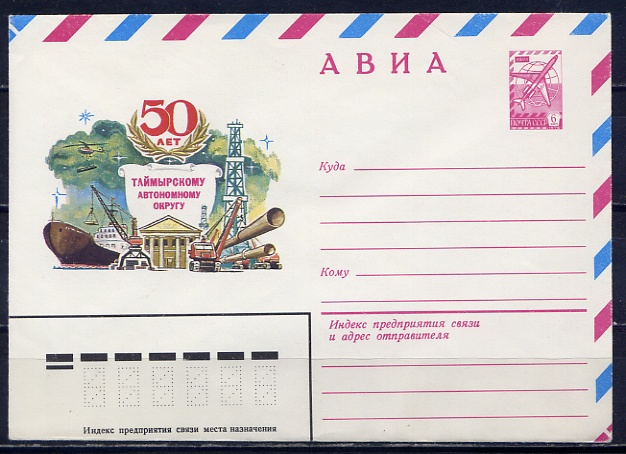 АВИА
ПОЧТА СССР 6
50
ЛЕТ
ТАЙМЫРСКОМУ
АВТОНОМНОМУ
ОКРУГУ
Куда
Кому
Индекс предприятия связи
и адрес отправителя
Индекс предприятия связи места назначения